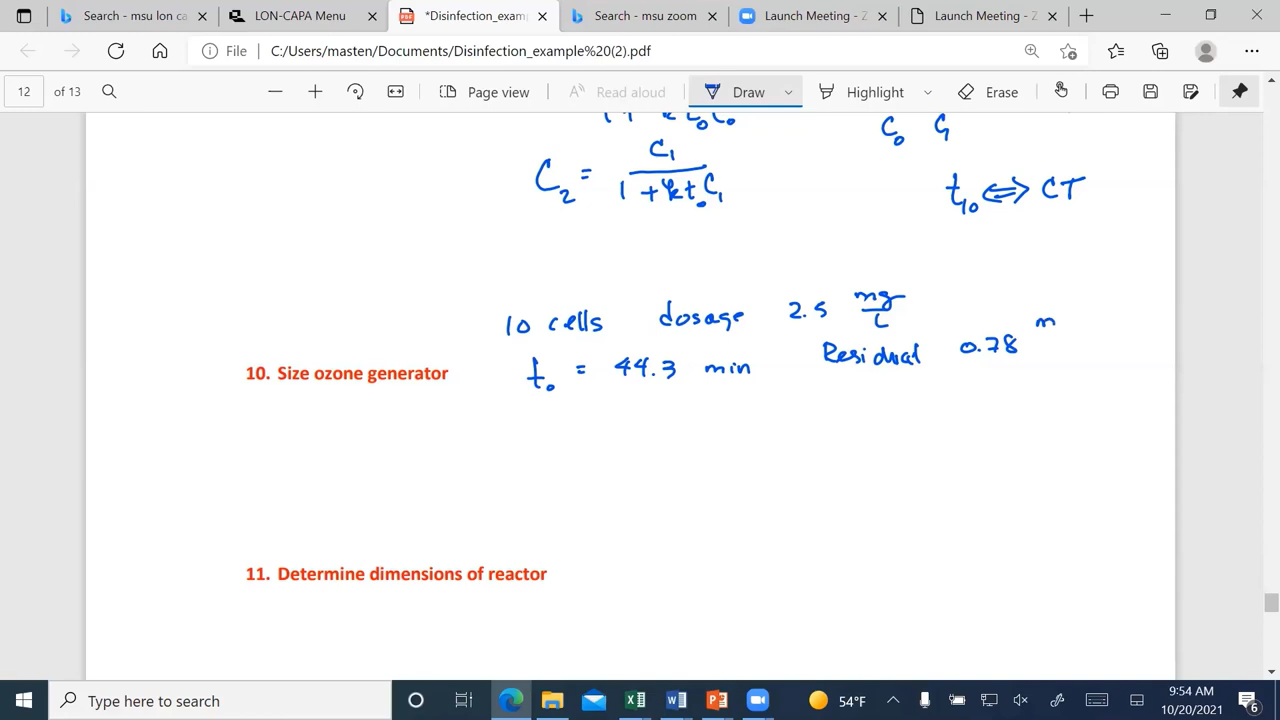 Search - msu lon ca
LON-CAPA Menu
*Disinfection_exam
Search - msu zoom
Launch Meeting - Z
Launch Meeting - Z
File
C:/Users/masten/Documents/Disinfection_example%20(2).pdf
12 of 13
Page view
Read aloud
Draw
Highlight
Erase
C₀ C₁
C₂ = C₁ / 1 + kt₀C₁
t₁₀ ⇔ CT
10 cells dosage 2.5 mg/L
t₀ = 44.3 min
Residual 0.78 m
10. Size ozone generator
11. Determine dimensions of reactor
Type here to search
54°F
9:54 AM
10/20/2021
6